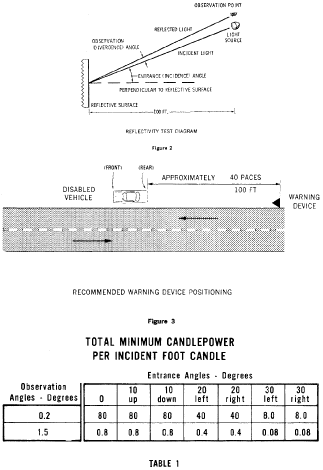 OBSERVATION POINT
REFLECTED LIGHT
LIGHT SOURCE
OBSERVATION (DIVERGENCE) ANGLE
INCIDENT LIGHT
ENTRANCE (INCIDENCE) ANGLE
PERPENDICULAR TO REFLECTIVE SURFACE
REFLECTIVE SURFACE
100 FT.
REFLECTIVITY TEST DIAGRAM
Figure 2
(FRONT) (REAR)
APPROXIMATELY 40 PACES
100 FT
DISABLED VEHICLE
WARNING DEVICE
RECOMMENDED WARNING DEVICE POSITIONING
Figure 3
TOTAL MINIMUM CANDLEPOWER
PER INCIDENT FOOT CANDLE
Entrance Angles - Degrees
Observation Angles - Degrees 0 10 up 10 down 20 left 20 right 30 left 30 right
0.2 80 80 80 40 40 8.0 8.0
1.5 0.8 0.8 0.8 0.4 0.4 0.08 0.08
TABLE 1